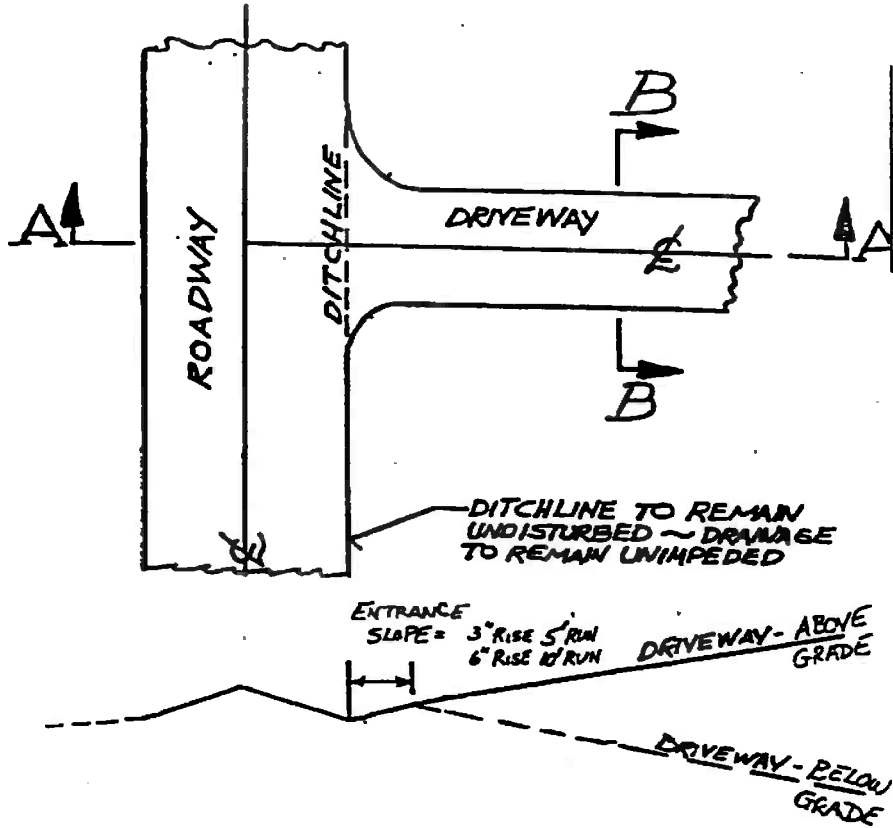 B
A
ROADWAY
DITCHLINE
DRIVEWAY
℄
A
B
℄
DITCHLINE TO REMAIN
UNDISTURBED ~ DRAINAGE
TO REMAIN UNIMPEDED
ENTRANCE
SLOPE = 3" RISE 5' RUN
6" RISE 10' RUN
DRIVEWAY - ABOVE
GRADE
DRIVEWAY - BELOW
GRADE